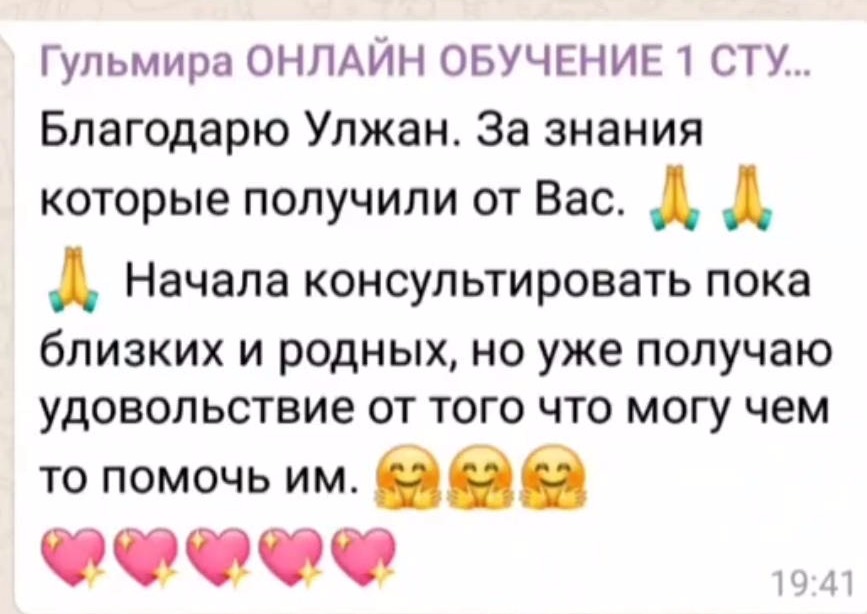 Гульмира ОНЛАЙН ОБУЧЕНИЕ 1 СТУ...
Благодарю Улжан. За знания
которые получили от Вас. 🙏 🙏
🙏 Начала консультировать пока
близких и родных, но уже получаю
удовольствие от того что могу чем
то помочь им. 🤗🤗🤗
💖💖💖💖💖
19:41